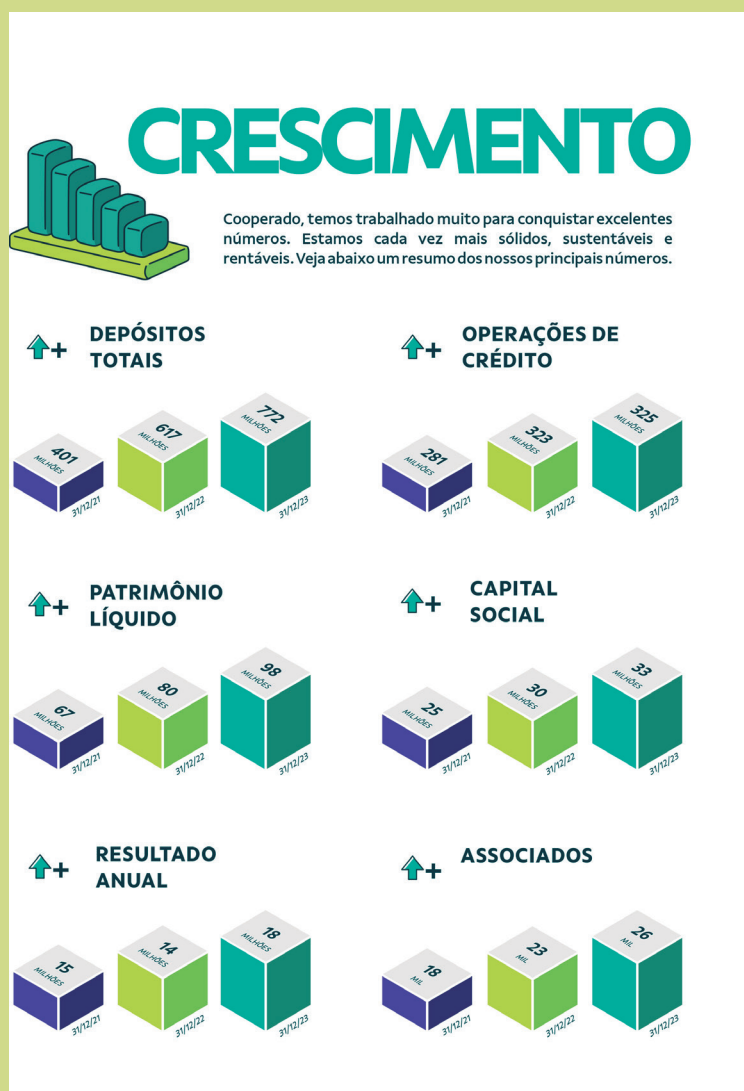 CRESCIMENTO
Cooperado, temos trabalhado muito para conquistar excelentes
números. Estamos cada vez mais sólidos, sustentáveis e
rentáveis. Veja abaixo um resumo dos nossos principais números.
+ DEPÓSITOS
TOTAIS
401
MILHÕES
31/12/21
617
MILHÕES
31/12/22
772
MILHÕES
31/12/23
+ OPERAÇÕES DE
CRÉDITO
281
MILHÕES
31/12/21
323
MILHÕES
31/12/22
325
MILHÕES
31/12/23
+ PATRIMÔNIO
LÍQUIDO
67
MILHÕES
31/12/21
80
MILHÕES
31/12/22
98
MILHÕES
31/12/23
+ CAPITAL
SOCIAL
25
MILHÕES
31/12/21
30
MILHÕES
31/12/22
33
MILHÕES
31/12/23
+ RESULTADO
ANUAL
15
MILHÕES
31/12/21
14
MILHÕES
31/12/22
18
MILHÕES
31/12/23
+ ASSOCIADOS
18
MIL
31/12/21
23
MIL
31/12/22
26
MIL
31/12/23